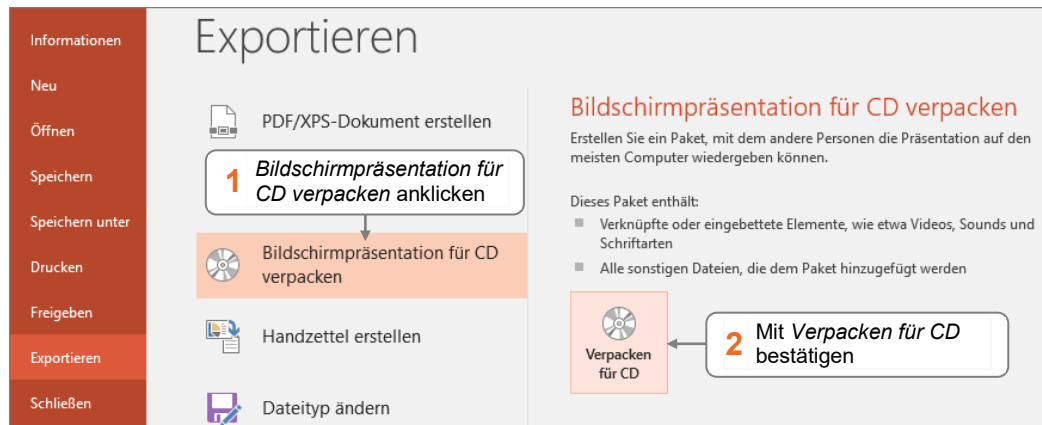 Informationen
Neu
Öffnen
Speichern
Speichern unter
Drucken
Freigeben
Exportieren
Schließen
Exportieren
PDF/XPS-Dokument erstellen
1 Bildschirmpräsentation für
CD verpacken anklicken
Bildschirmpräsentation für CD
verpacken
Handzettel erstellen
Dateityp ändern
Bildschirmpräsentation für CD verpacken
Erstellen Sie ein Paket, mit dem andere Personen die Präsentation auf den
meisten Computer wiedergeben können.
Dieses Paket enthält:
Verknüpfte oder eingebettete Elemente, wie etwa Videos, Sounds und
Schriftarten
Alle sonstigen Dateien, die dem Paket hinzugefügt werden
Verpacken
für CD
2 Mit Verpacken für CD
bestätigen